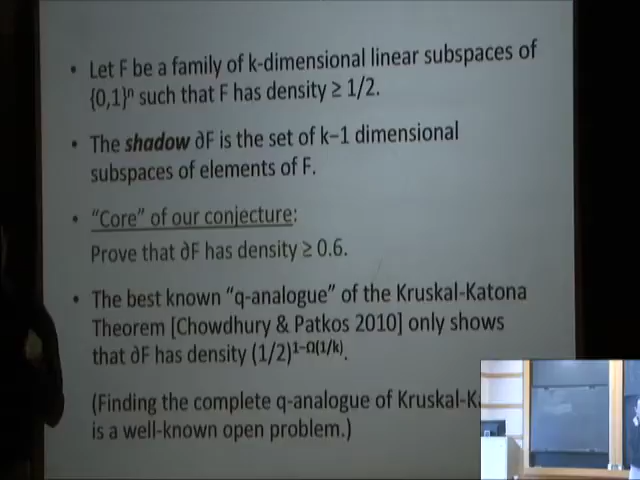 • Let F be a family of k-dimensional linear subspaces of
{0,1}ⁿ such that F has density ≥ 1/2.
• The shadow ∂F is the set of k−1 dimensional
subspaces of elements of F.
• “Core” of our conjecture:
Prove that ∂F has density ≥ 0.6.
• The best known “q-analogue” of the Kruskal-Katona
Theorem [Chowdhury & Patkos 2010] only shows
that ∂F has density (1/2)^{1−Ω(1/k)}.
(Finding the complete q-analogue of Kruskal-K
is a well-known open problem.)